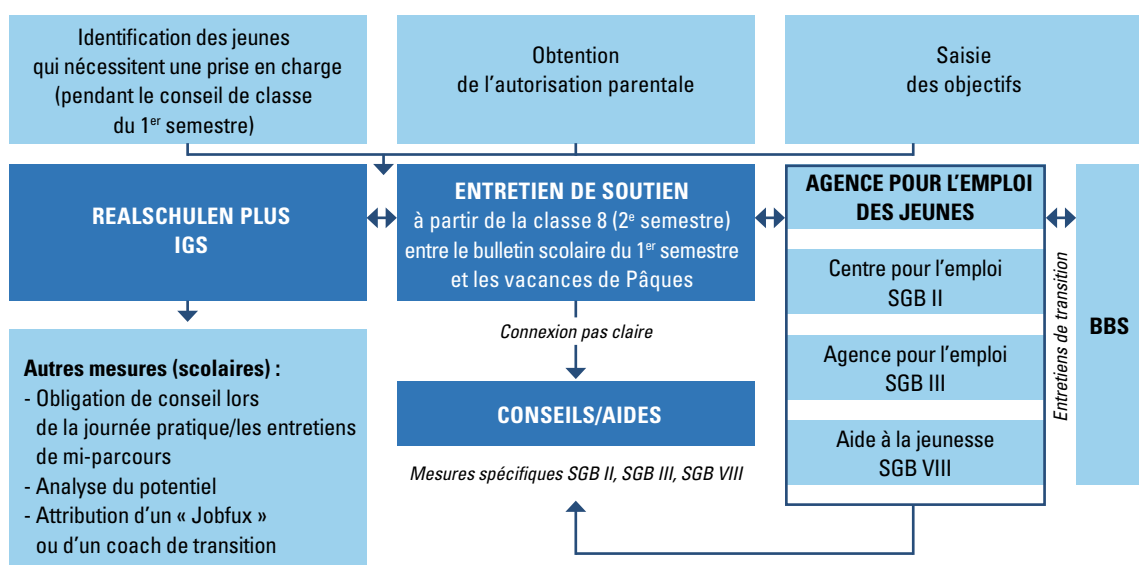 Identification des jeunes
qui nécessitent une prise en charge
(pendant le conseil de classe
du 1er semestre)
Obtention
de l'autorisation parentale
Saisie
des objectifs
REALSCHULEN PLUS
IGS
ENTRETIEN DE SOUTIEN
à partir de la classe 8 (2e semestre)
entre le bulletin scolaire du 1er semestre
et les vacances de Pâques
AGENCE POUR L'EMPLOI
DES JEUNES
Centre pour l'emploi
SGB II
Agence pour l'emploi
SGB III
Aide à la jeunesse
SGB VIII
Entretiens de transition
BBS
Connexion pas claire
CONSEILS/AIDES
Mesures spécifiques SGB II, SGB III, SGB VIII
Autres mesures (scolaires) :
- Obligation de conseil lors
de la journée pratique/les entretiens
de mi-parcours
- Analyse du potentiel
- Attribution d'un « Jobfux »
ou d'un coach de transition